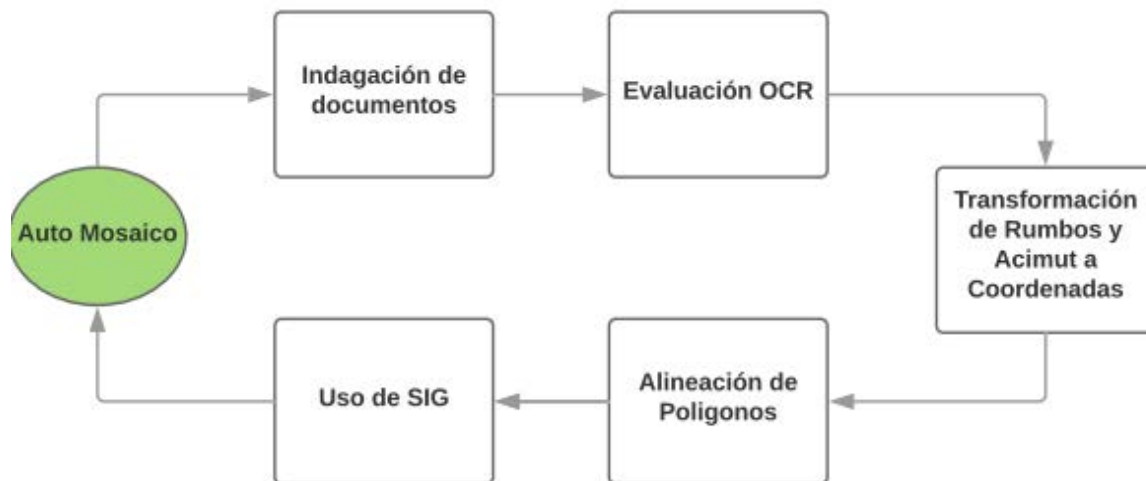 Indagación de
documentos
Evaluación OCR
Transformación
de Rumbos y
Acimut a
Coordenadas
Auto Mosaico
Uso de SIG
Alineación de
Poligonos